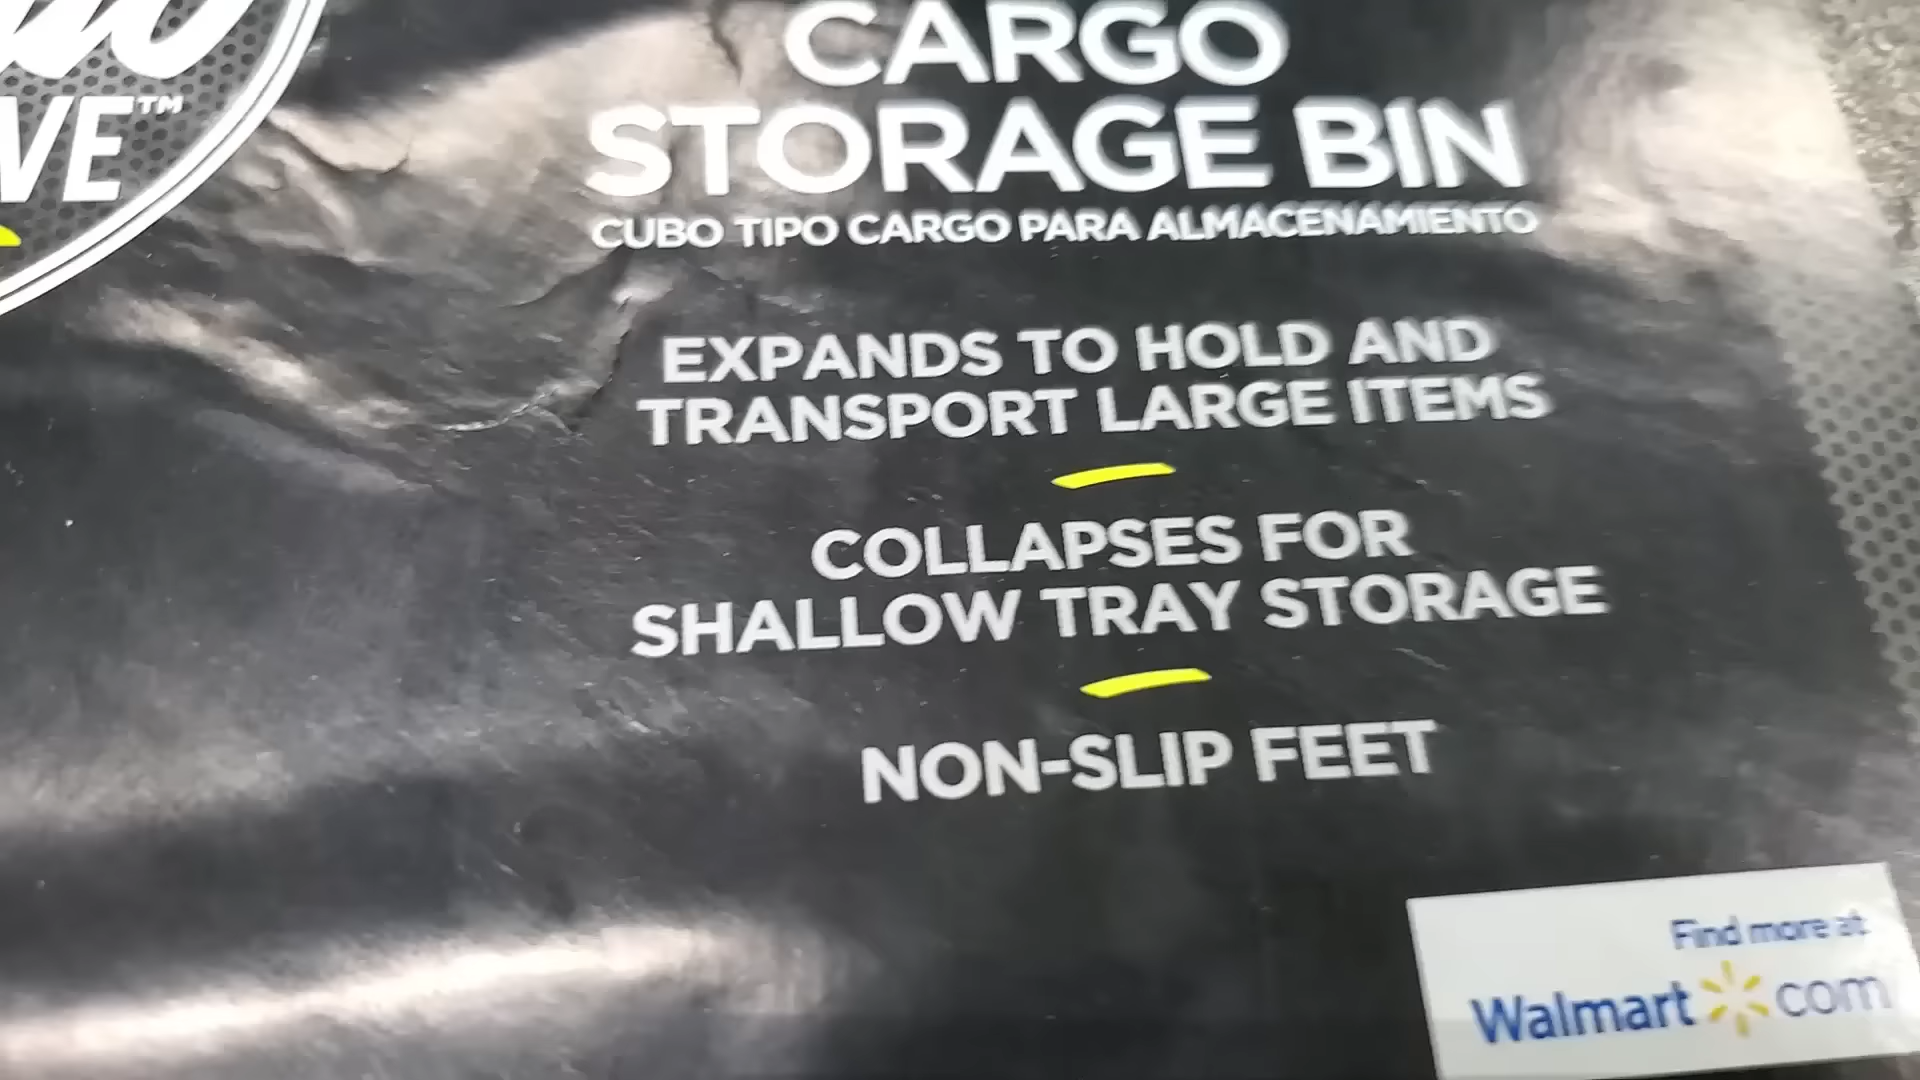 VE™
CARGO
STORAGE BIN
CUBO TIPO CARGO PARA ALMACENAMIENTO
EXPANDS TO HOLD AND
TRANSPORT LARGE ITEMS
COLLAPSES FOR
SHALLOW TRAY STORAGE
NON-SLIP FEET
Find more at
Walmart com